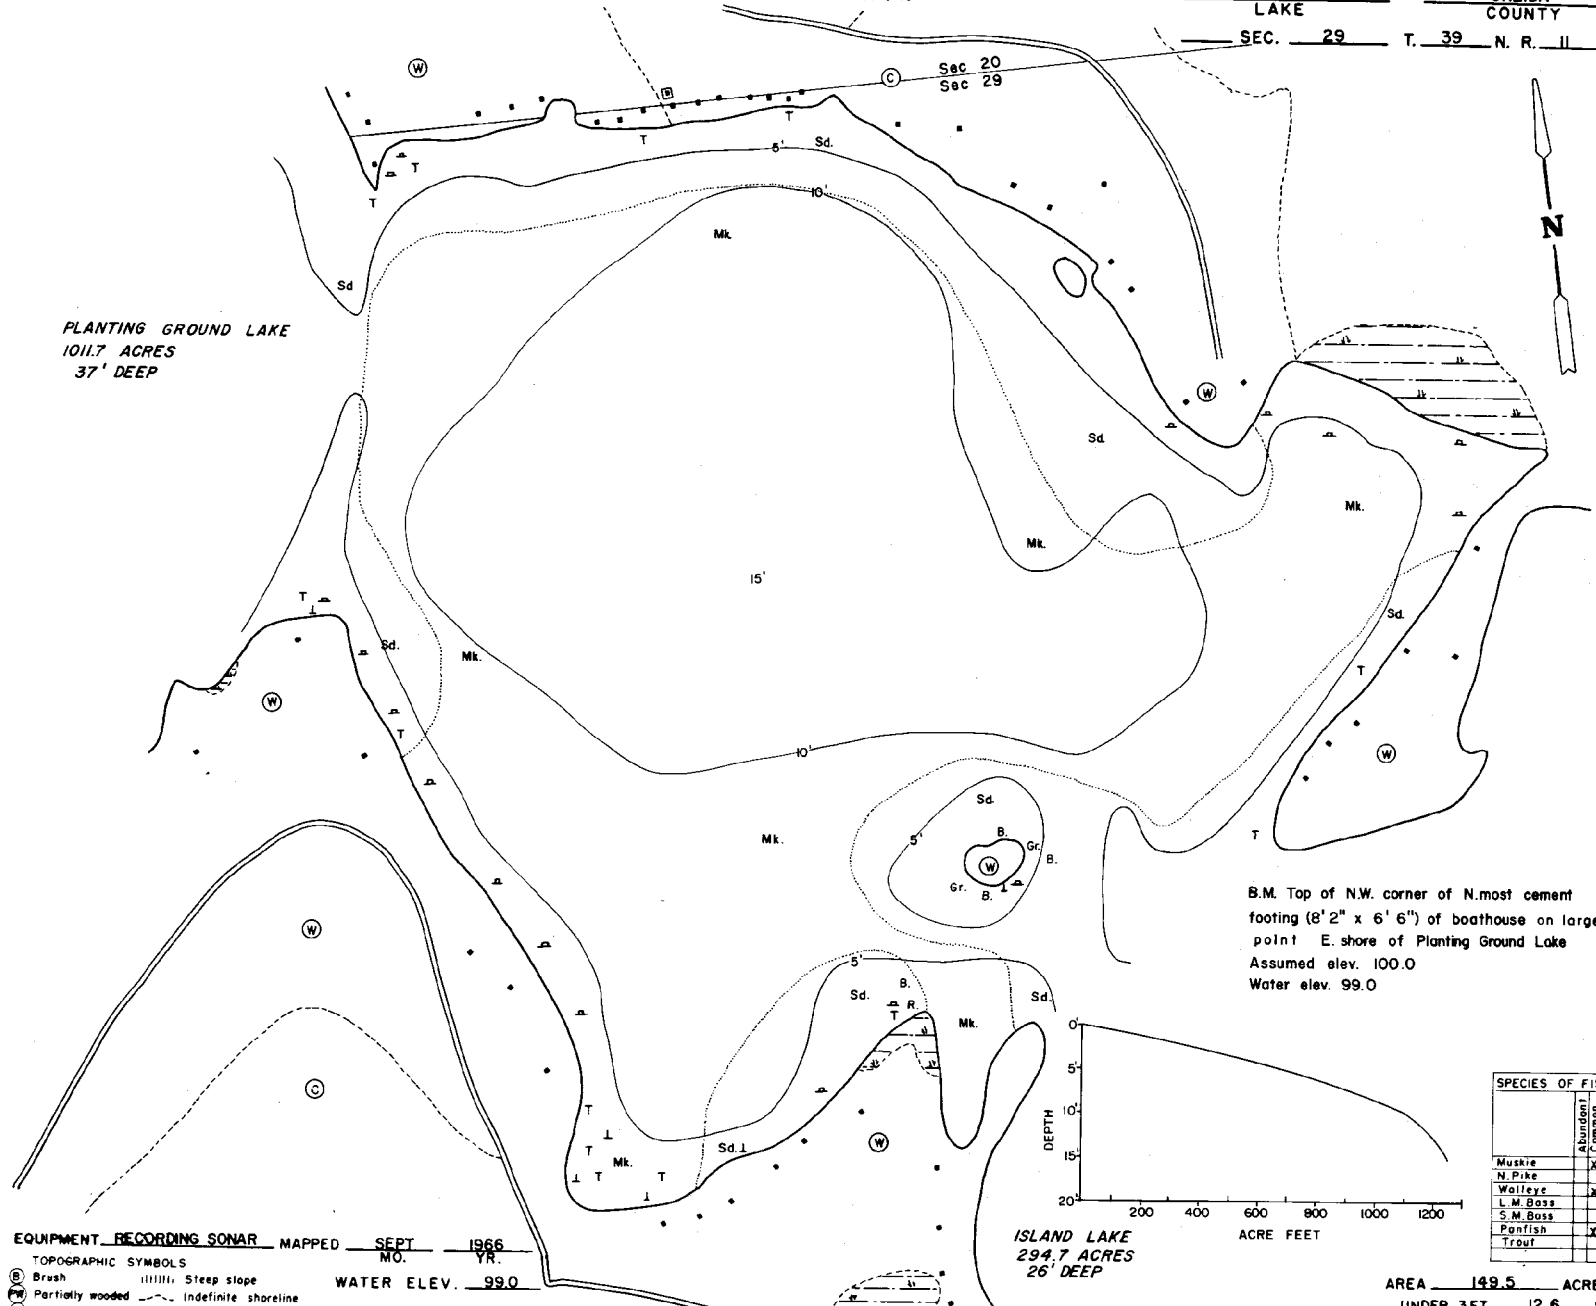 LAKE
COUNTY
SEC. 29 T. 39 N. R. 11
W
C
Sec 20
Sec 29
B
T
T
Sd.
5'
T
T
10'
N
Mk.
Sd
PLANTING GROUND LAKE
1011.7 ACRES
37' DEEP
W
Sd.
Mk.
Mk.
15'
T
Sd.
Sd.
Mk.
T
W
T
10'
W
Sd.
Mk.
5'
B.
T
Gr.
W
B.
Gr.
B.
B.M. Top of N.W. corner of N.most cement
footing (8' 2" x 6' 6") of boathouse on large
point E. shore of Planting Ground Lake
Assumed elev. 100.0
Water elev. 99.0
W
5'
B.
Sd.
R.
Sd.
T
Mk.
C
T
T
Mk.
T
T
Sd.
W
DEPTH
0'
5'
10'
15'
20'
200 400 600 800 1000 1200
ACRE FEET
SPECIES OF FI
Abundant
Common
Muskie X
N. Pike
Walleye X
L.M. Bass
S.M. Bass
Panfish X
Trout
ISLAND LAKE
294.7 ACRES
26' DEEP
EQUIPMENT RECORDING SONAR MAPPED SEPT 1966
MO. YR.
TOPOGRAPHIC SYMBOLS
B Brush Steep slope
WATER ELEV. 99.0
PW Partially wooded Indefinite shoreline
AREA 149.5 ACRE
UNDER 3 FT. 12.6